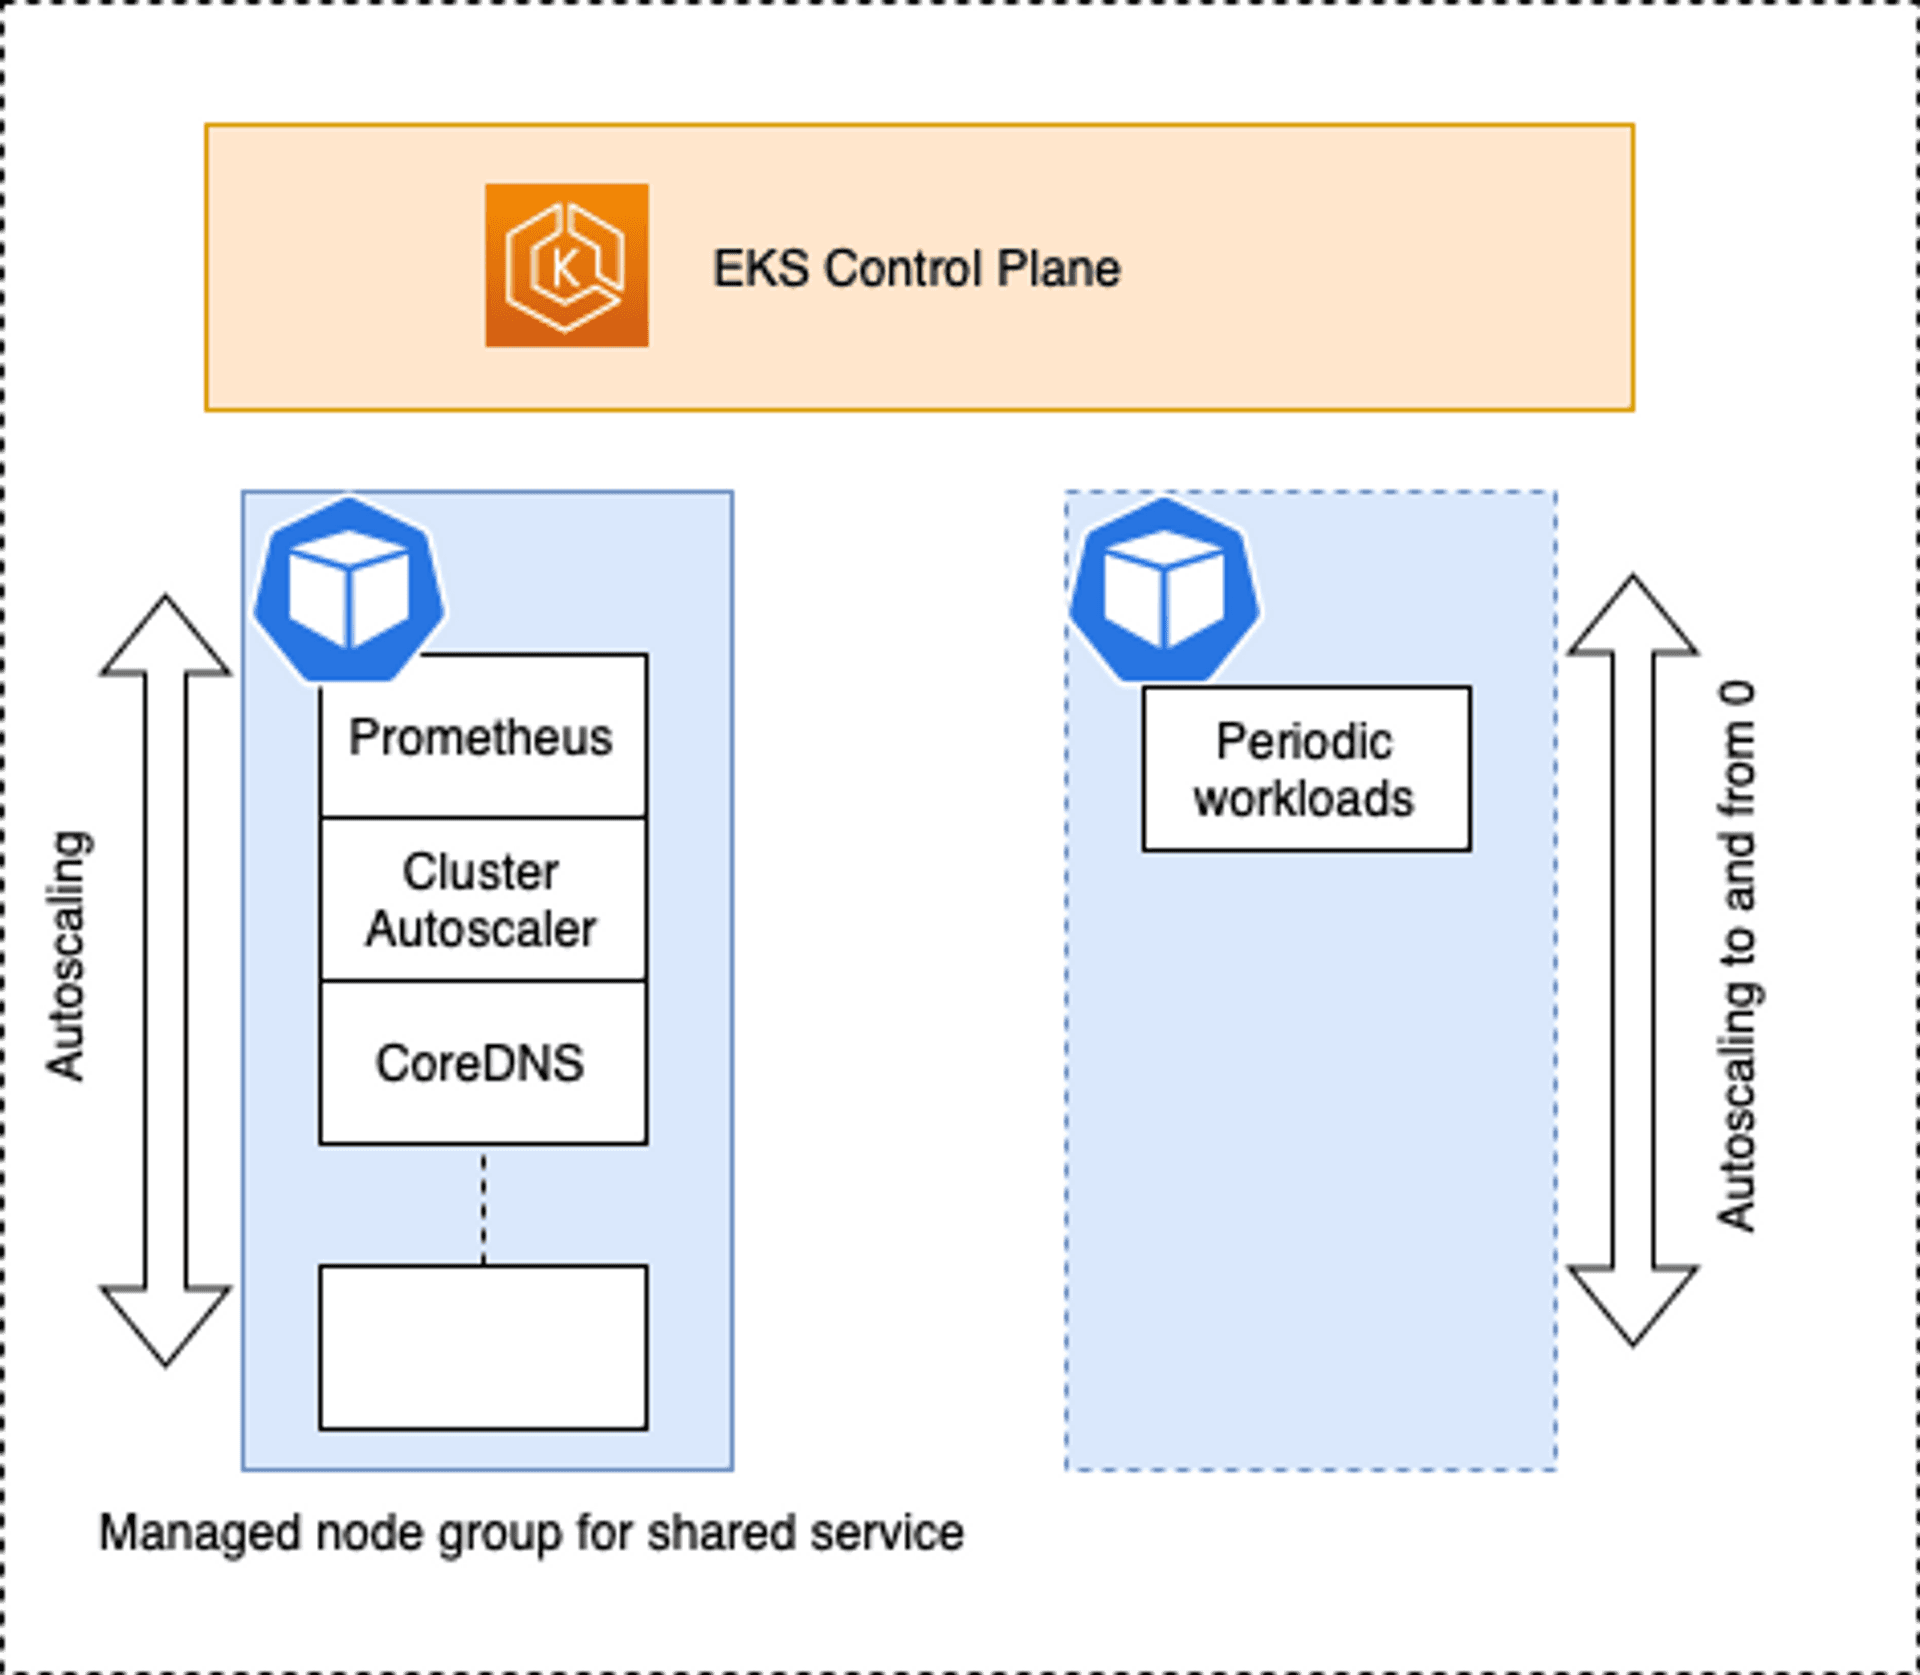 K
EKS Control Plane
Prometheus
Cluster
Autoscaler
CoreDNS
Autoscaling
Periodic
workloads
Autoscaling to and from 0
Managed node group for shared service